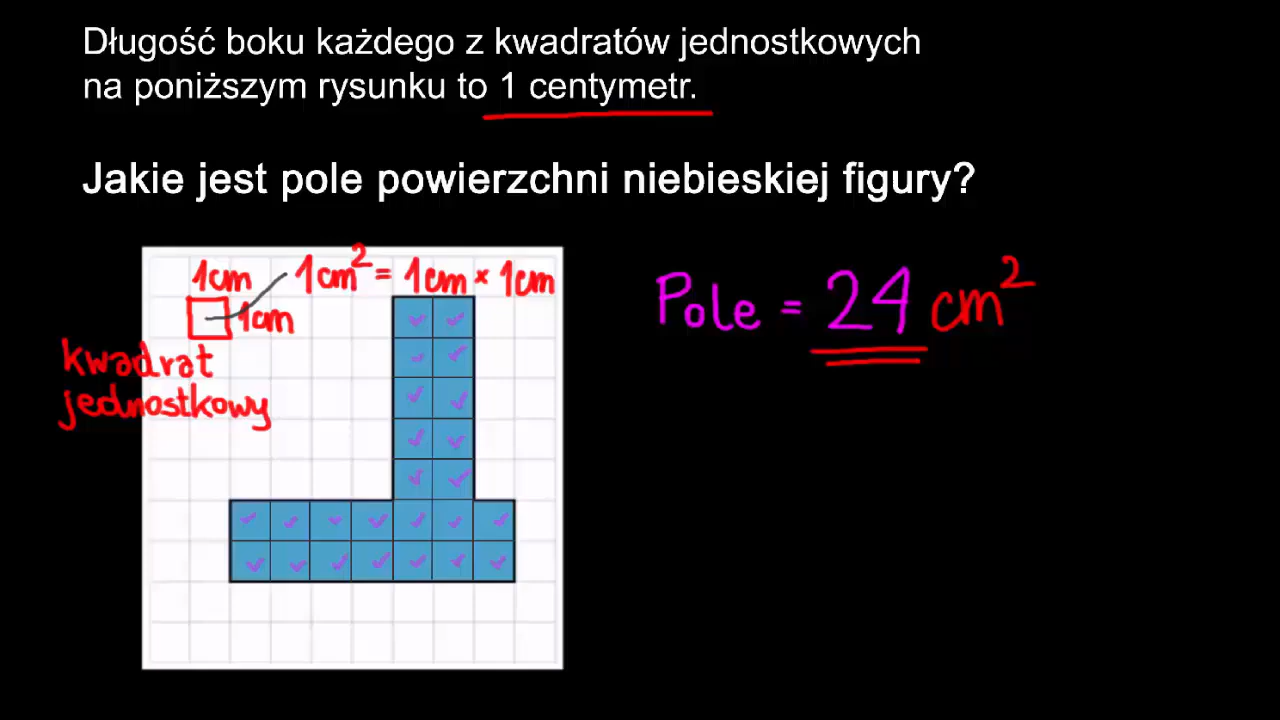 Długość boku każdego z kwadratów jednostkowych
na poniższym rysunku to 1 centymetr.
Jakie jest pole powierzchni niebieskiej figury?
1cm
1cm² = 1cm × 1cm
1cm
kwadrat
jednostkowy
Pole = 24 cm²